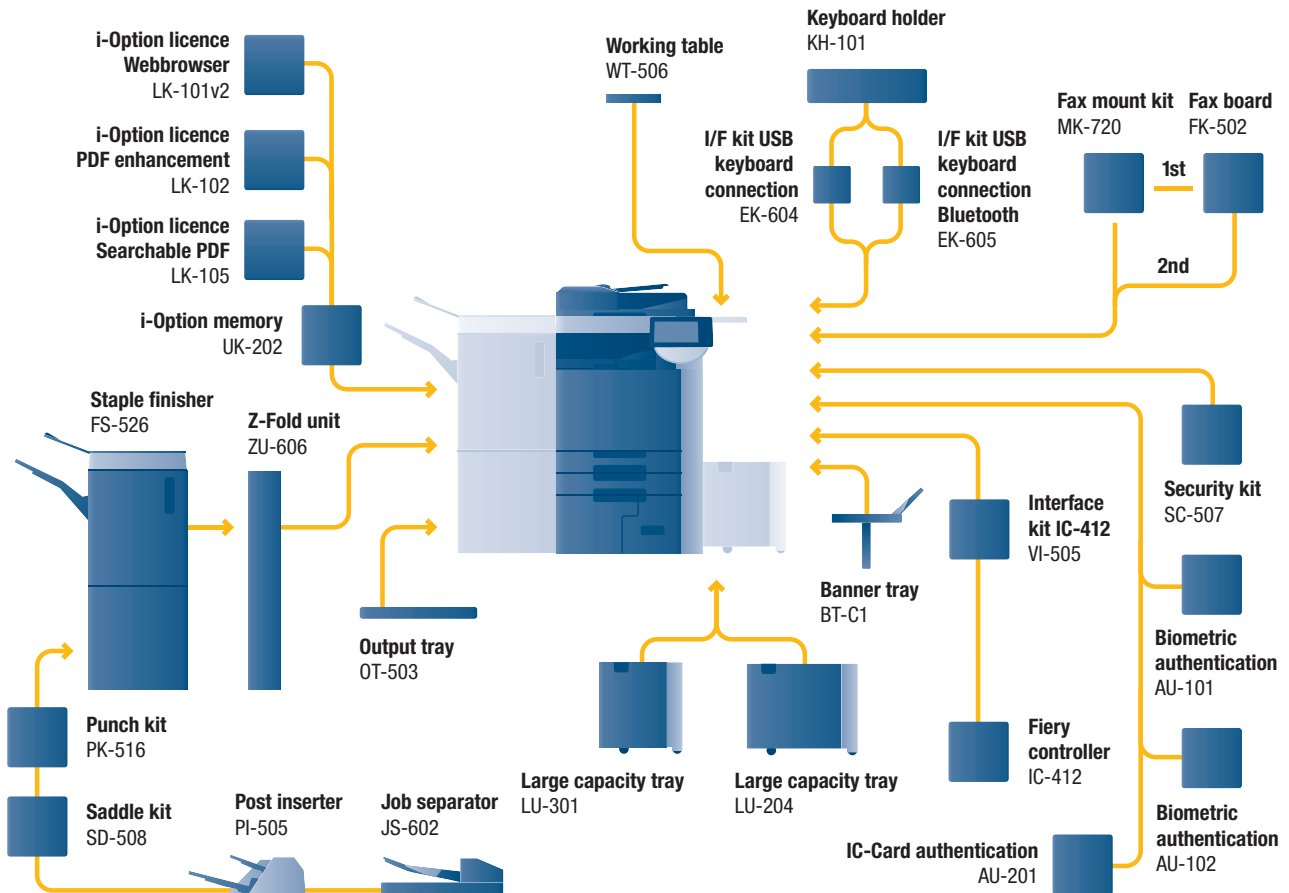 i-Option licence
Webbrowser
LK-101v2
i-Option licence
PDF enhancement
LK-102
i-Option licence
Searchable PDF
LK-105
i-Option memory
UK-202
Working table
WT-506
Keyboard holder
KH-101
I/F kit USB
keyboard
connection
EK-604
I/F kit USB
keyboard
connection
Bluetooth
EK-605
Fax mount kit
MK-720
Fax board
FK-502
1st
2nd
Staple finisher
FS-526
Z-Fold unit
ZU-606
Output tray
OT-503
Punch kit
PK-516
Saddle kit
SD-508
Post inserter
PI-505
Job separator
JS-602
Large capacity tray
LU-301
Large capacity tray
LU-204
Banner tray
BT-C1
Interface
kit IC-412
VI-505
Fiery
controller
IC-412
Security kit
SC-507
Biometric
authentication
AU-101
Biometric
authentication
AU-102
IC-Card authentication
AU-201